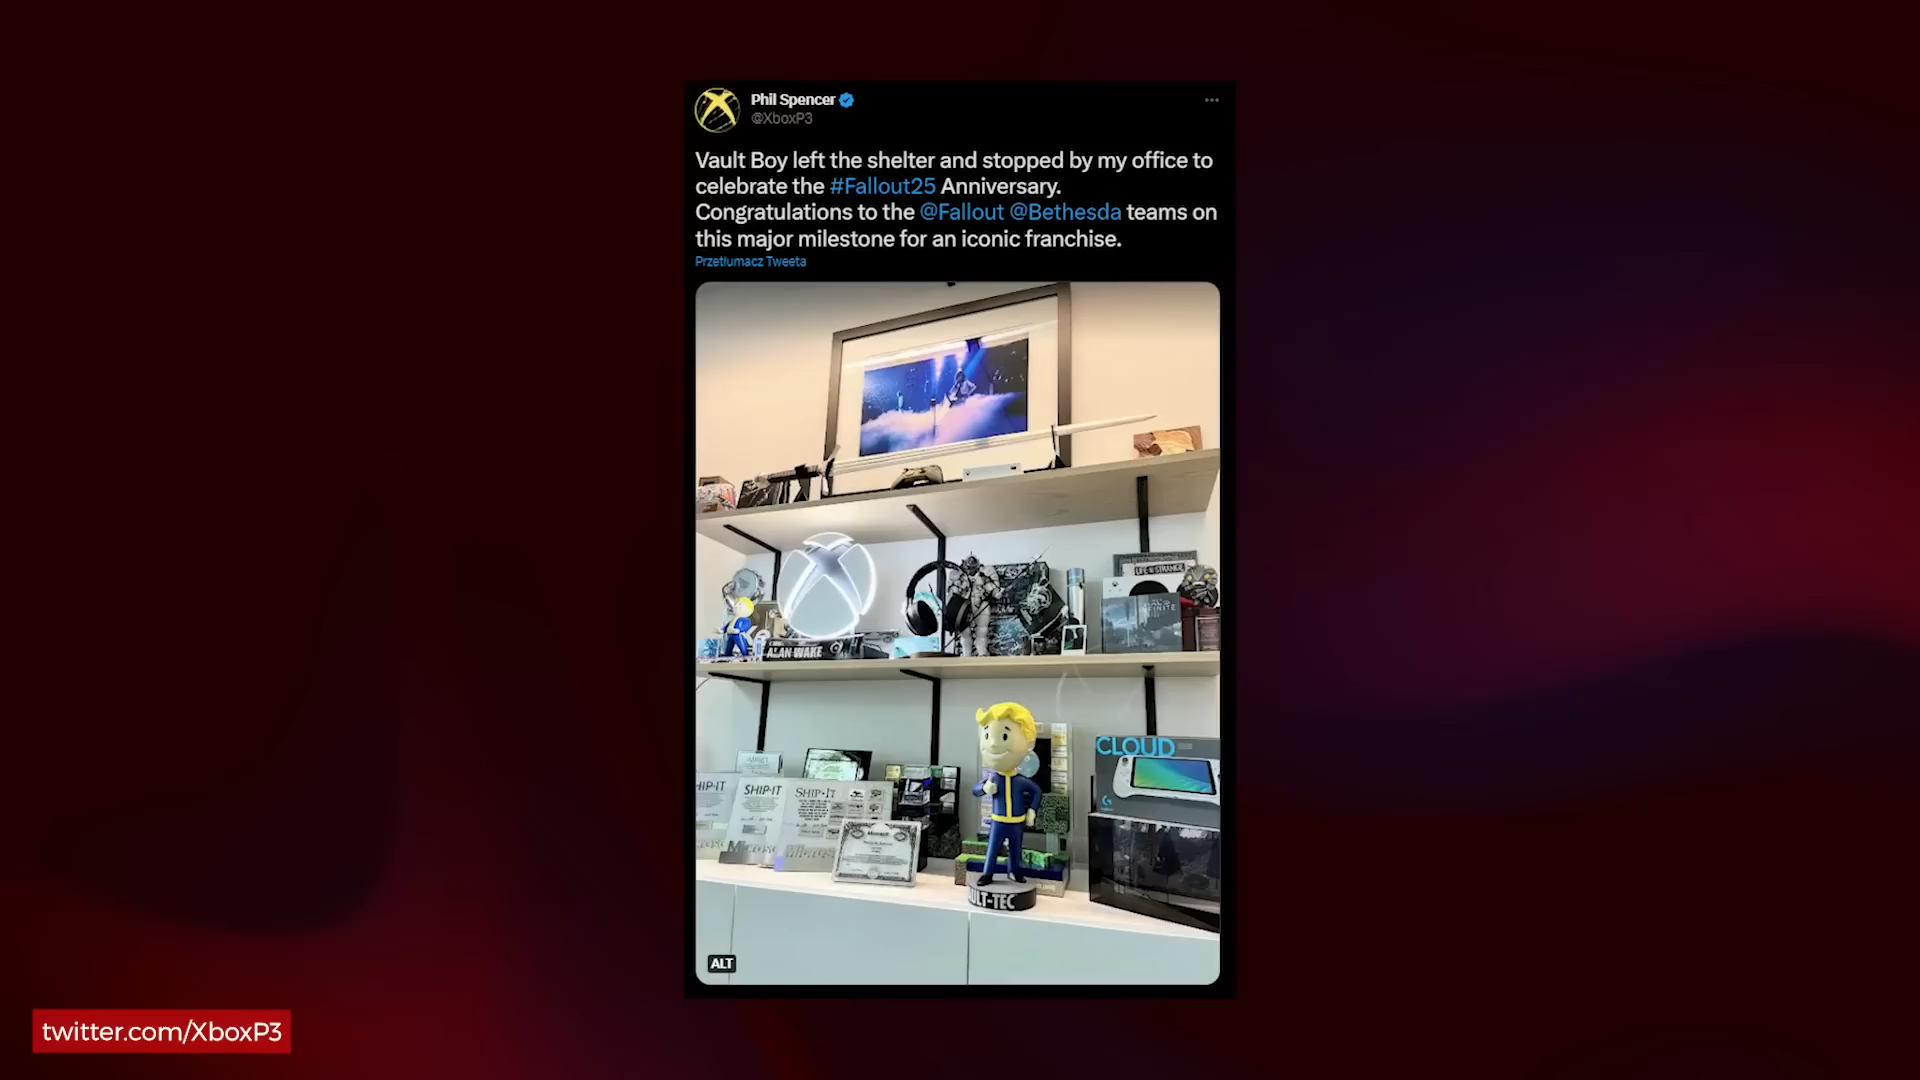 Phil Spencer
@XboxP3
Vault Boy left the shelter and stopped by my office to
celebrate the #Fallout25 Anniversary.
Congratulations to the @Fallout @Bethesda teams on
this major milestone for an iconic franchise.
Przetłumacz Tweeta
LIFE IS STRANGE
ALAN WAKE
CLOUD
SHIP-IT
SHIP-IT
Microsoft
ULT-TEC
ALT
twitter.com/XboxP3